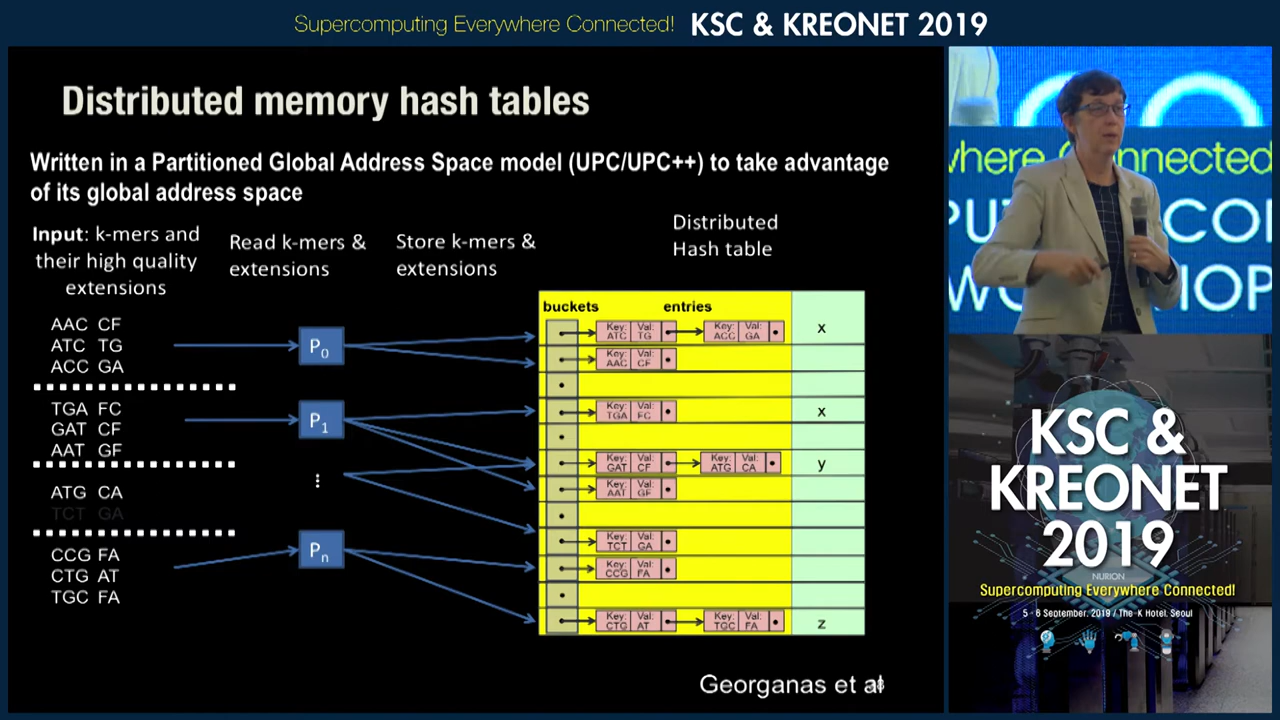 Supercomputing Everywhere Connected! KSC & KREONET 2019
Distributed memory hash tables
Written in a Partitioned Global Address Space model (UPC/UPC++) to take advantage
of its global address space
Input: k-mers and
their high quality
extensions
Read k-mers &
extensions
Store k-mers &
extensions
Distributed
Hash table
AAC CF
ATC TG
ACC GA
TGA FC
GAT CF
AAT GF
ATG CA
TCT GA
CCG FA
CTG AT
TGC FA
P0
P1
⋮
Pn
buckets entries
Key: ATC Val: TG Key: ACC Val: GA x
Key: AAC Val: CF
Key: TGA Val: FC x
Key: GAT Val: CF Key: ATG Val: CA y
Key: AAT Val: GF
Key: TCT Val: GA
Key: CCG Val: FA
Key: CTG Val: AT Key: TGC Val: FA z
Georganas et al
where Connected!
KSC &
KREONET
2019
NURION
Supercomputing Everywhere Connected!
5 - 6 September, 2019 / The-K Hotel, Seoul